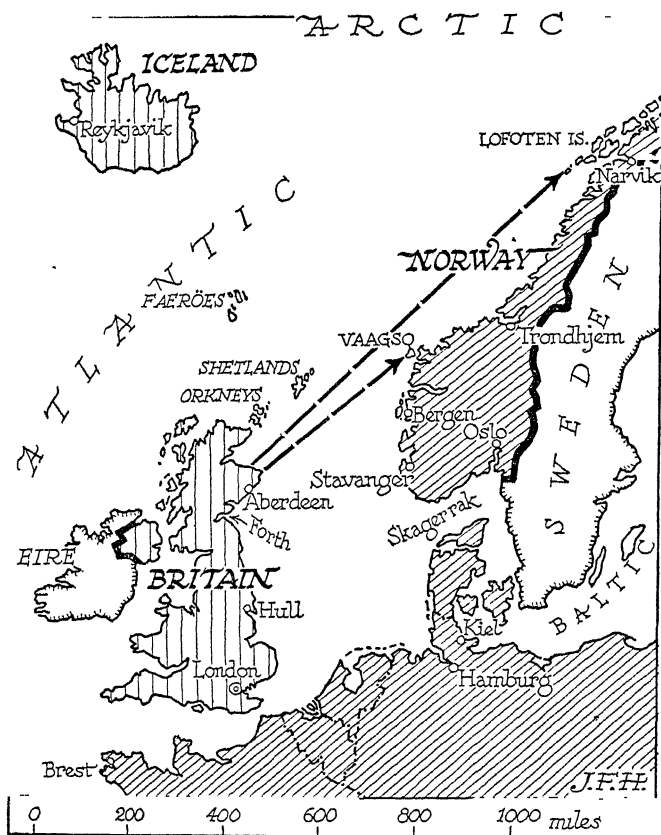 ARCTIC
ICELAND
Reykjavik
LOFOTEN IS.
Narvik
ATLANTIC
NORWAY
FAERÖES
VAAGSO
Trondhjem
SHETLANDS
ORKNEYS
SWEDEN
Bergen
Oslo
Stavanger
Aberdeen
Skagerrak
Forth
EIRE
BRITAIN
Hull
BALTIC
Kiel
London
Hamburg
Brest
J.F.H.
0 200 400 600 800 1000 miles